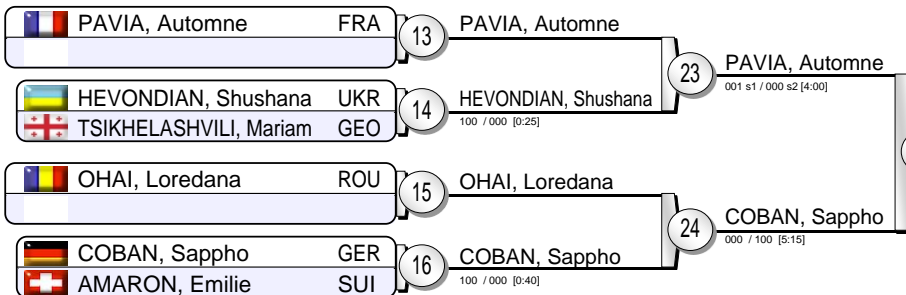 PAVIA, Automne FRA
13
PAVIA, Automne
HEVONDIAN, Shushana UKR
TSIKHELASHVILI, Mariam GEO
14
HEVONDIAN, Shushana
100 / 000 [0:25]
23
PAVIA, Automne
001 s1 / 000 s2 [4:00]
OHAI, Loredana ROU
15
OHAI, Loredana
COBAN, Sappho GER
AMARON, Emilie SUI
16
COBAN, Sappho
100 / 000 [0:40]
24
COBAN, Sappho
000 / 100 [5:15]